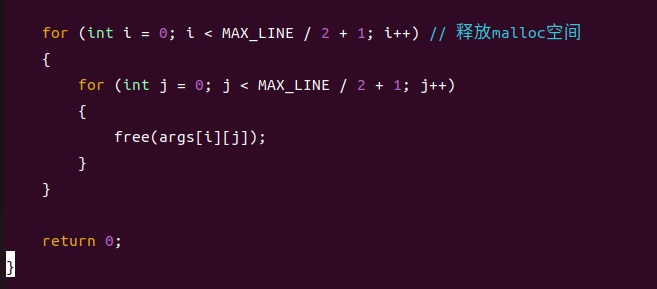 for (int i = 0; i < MAX_LINE / 2 + 1; i++) // 释放malloc空间
{
for (int j = 0; j < MAX_LINE / 2 + 1; j++)
{
free(args[i][j]);
}
}
return 0;
}